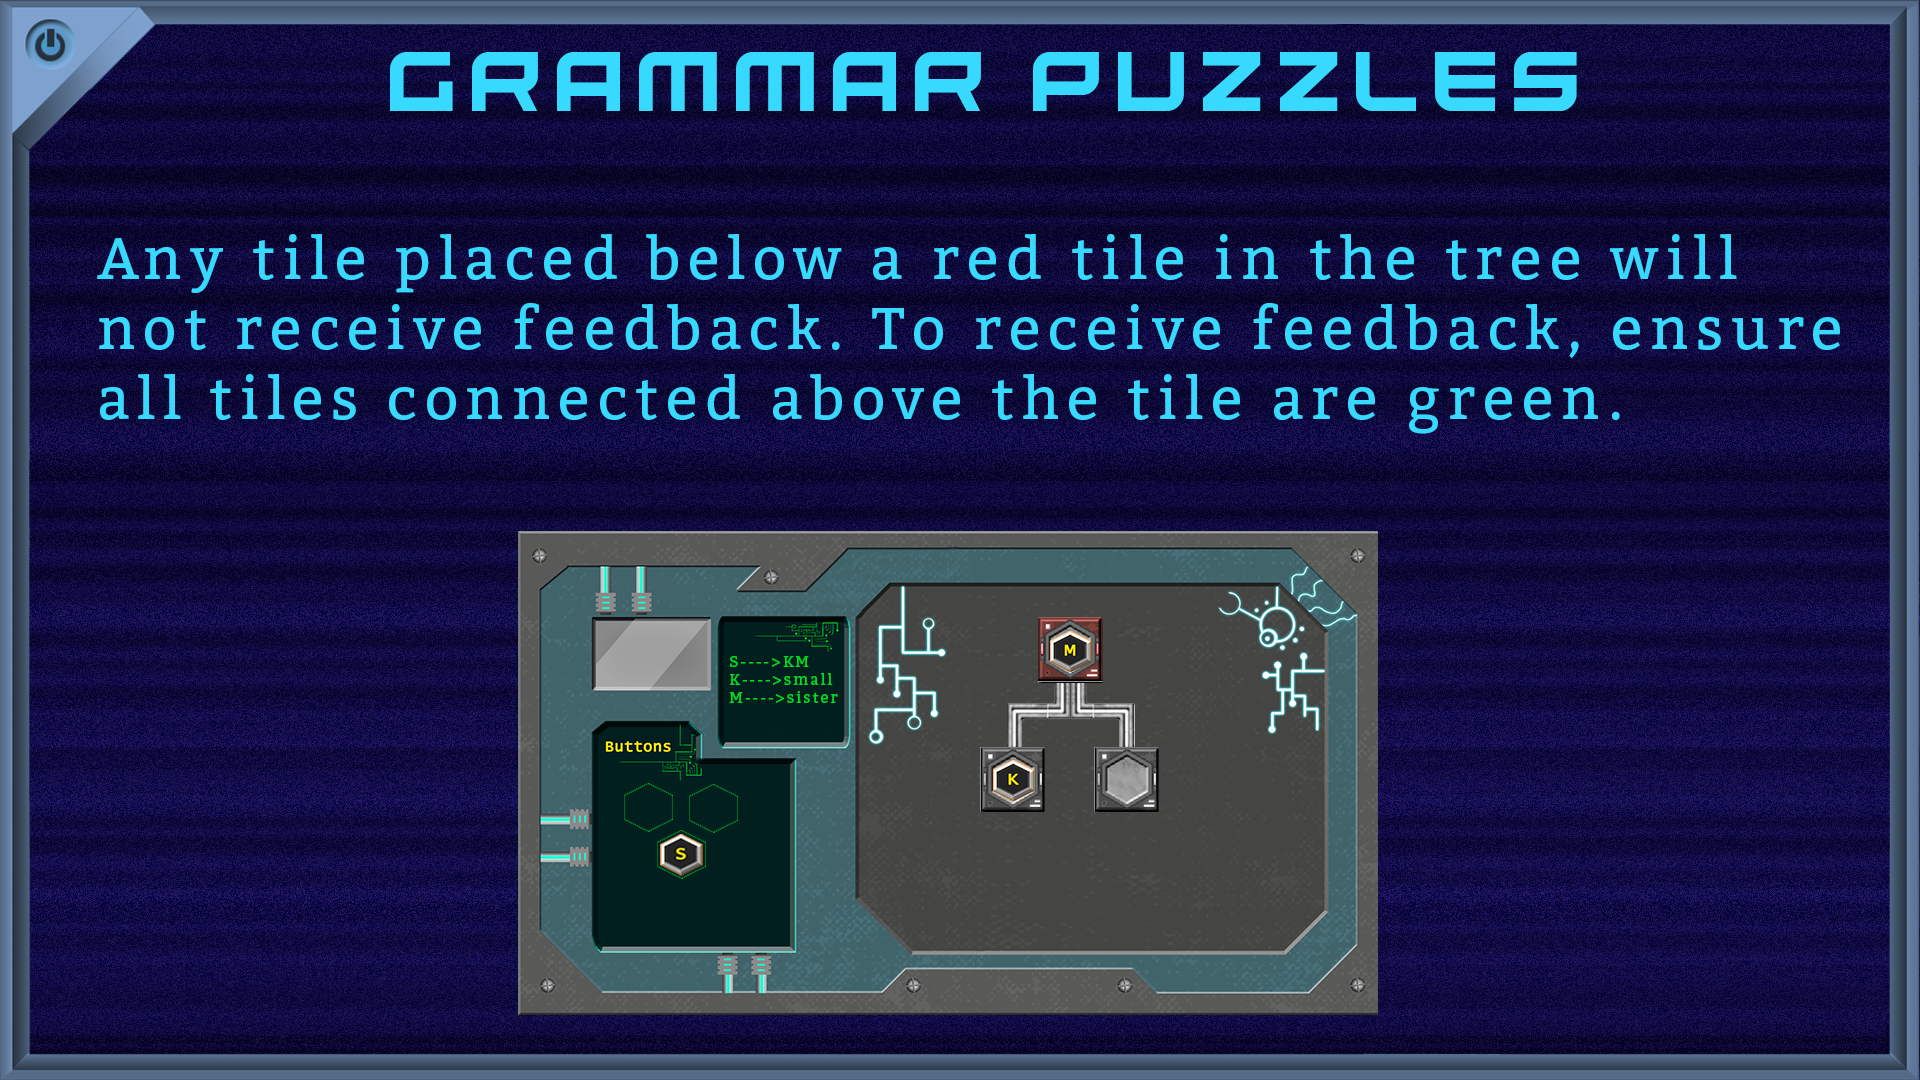 GRAMMAR PUZZLES
Any tile placed below a red tile in the tree will
not receive feedback. To receive feedback, ensure
all tiles connected above the tile are green.
S---->KM
K---->small
M---->sister
Buttons
S
M
K